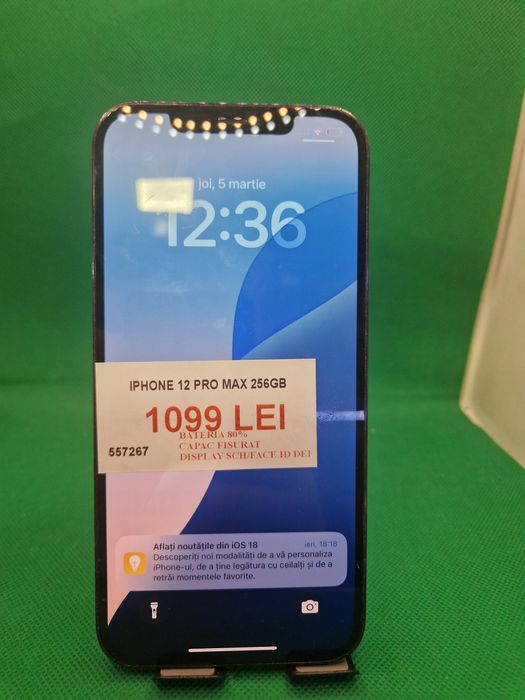 joi, 5 martie
12:36
IPHONE 12 PRO MAX 256GB
1099 LEI
BATERIA 80%
CAPAC FISURAT
557267
DISPLAY SCH/FACE ID DEI
Aflați noutățile din iOS 18
ieri, 18:18
Descoperiți noi modalități de a vă personaliza
iPhone-ul, de a ține legătura cu ceilalți și de a
retrăi momentele favorite.